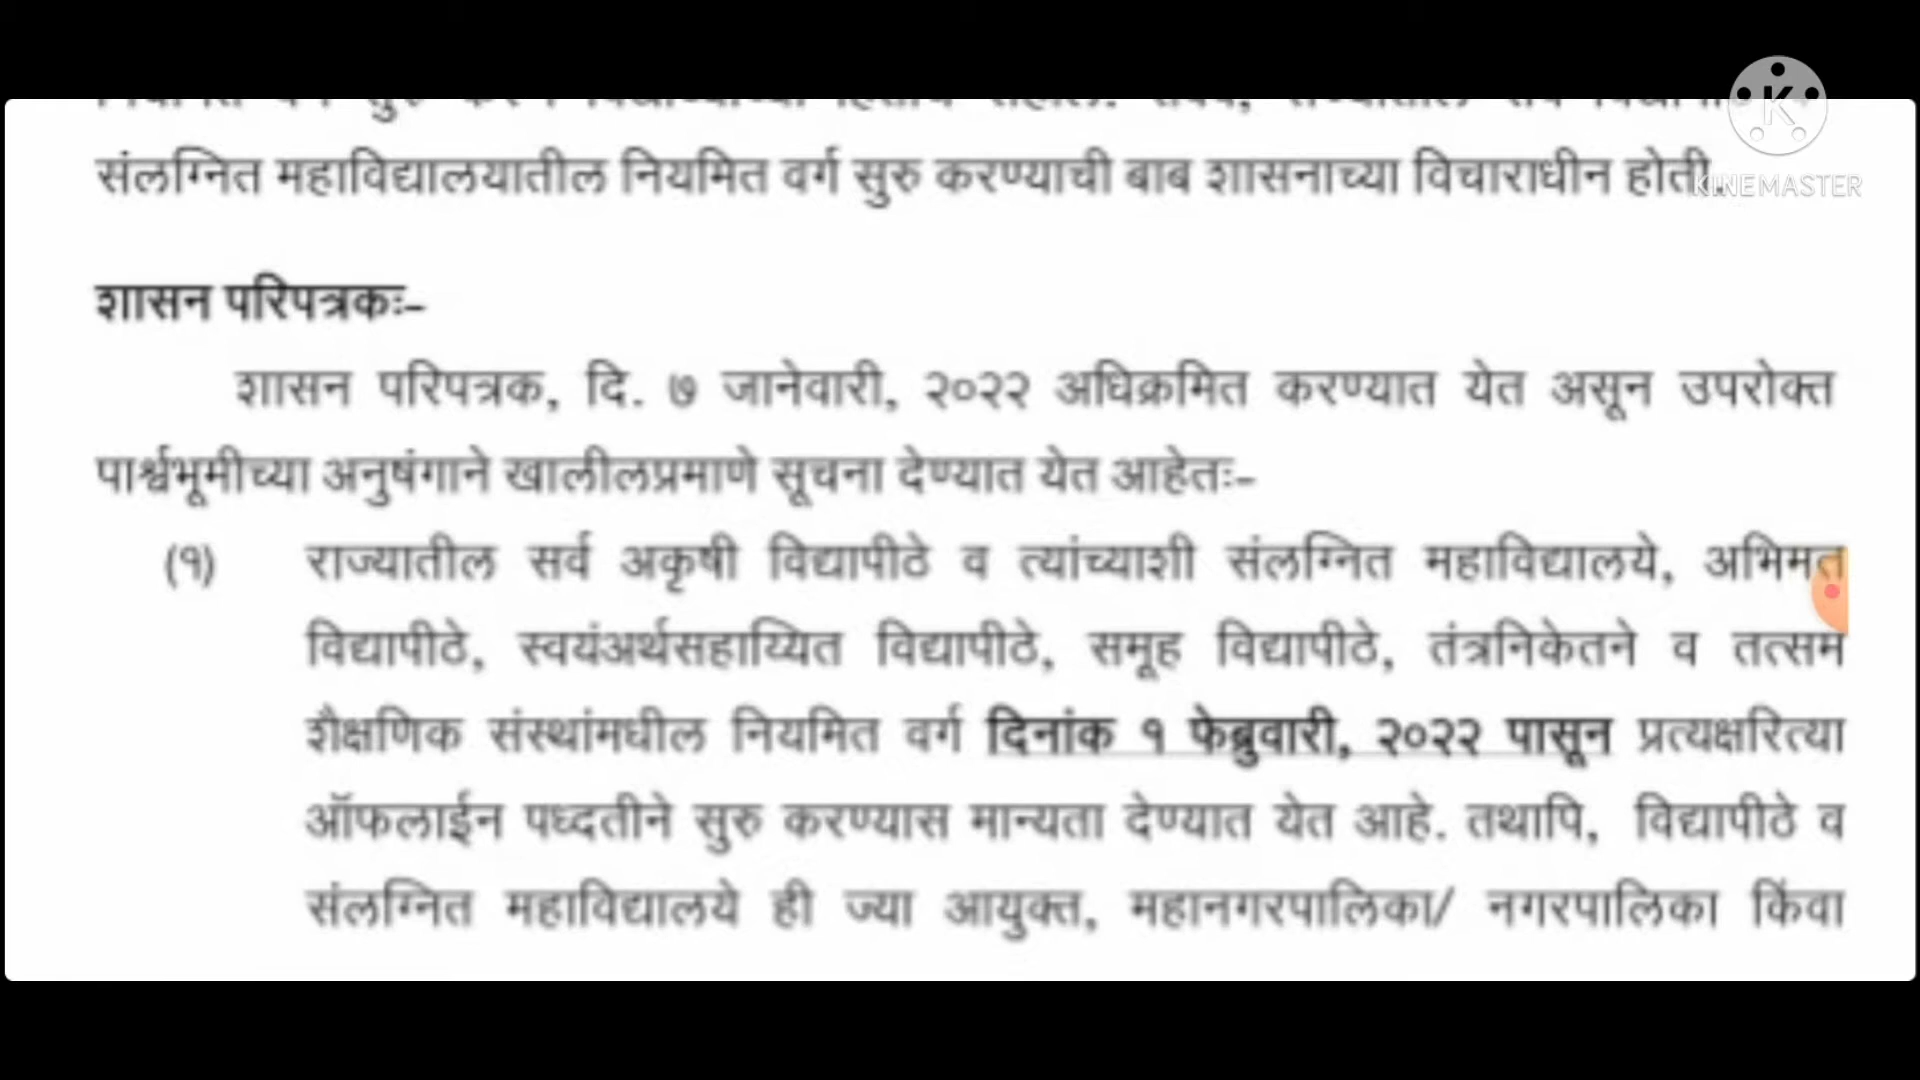 संलग्नित महाविद्यालयातील नियमित वर्ग सुरु करण्याची बाब शासनाच्या विचाराधीन होती.
K
KINEMASTER
शासन परिपत्रकः-
शासन परिपत्रक, दि. ७ जानेवारी, २०२२ अधिक्रमित करण्यात येत असून उपरोक्त
पार्श्वभूमीच्या अनुषंगाने खालीलप्रमाणे सूचना देण्यात येत आहेतः-
(१) राज्यातील सर्व अकृषी विद्यापीठे व त्यांच्याशी संलग्नित महाविद्यालये, अभिमत
विद्यापीठे, स्वयंअर्थसहाय्यित विद्यापीठे, समूह विद्यापीठे, तंत्रनिकेतने व तत्सम
शैक्षणिक संस्थांमधील नियमित वर्ग दिनांक १ फेब्रुवारी, २०२२ पासून प्रत्यक्षरित्या
ऑफलाईन पध्दतीने सुरु करण्यास मान्यता देण्यात येत आहे. तथापि, विद्यापीठे व
संलग्नित महाविद्यालये ही ज्या आयुक्त, महानगरपालिका/ नगरपालिका किंवा